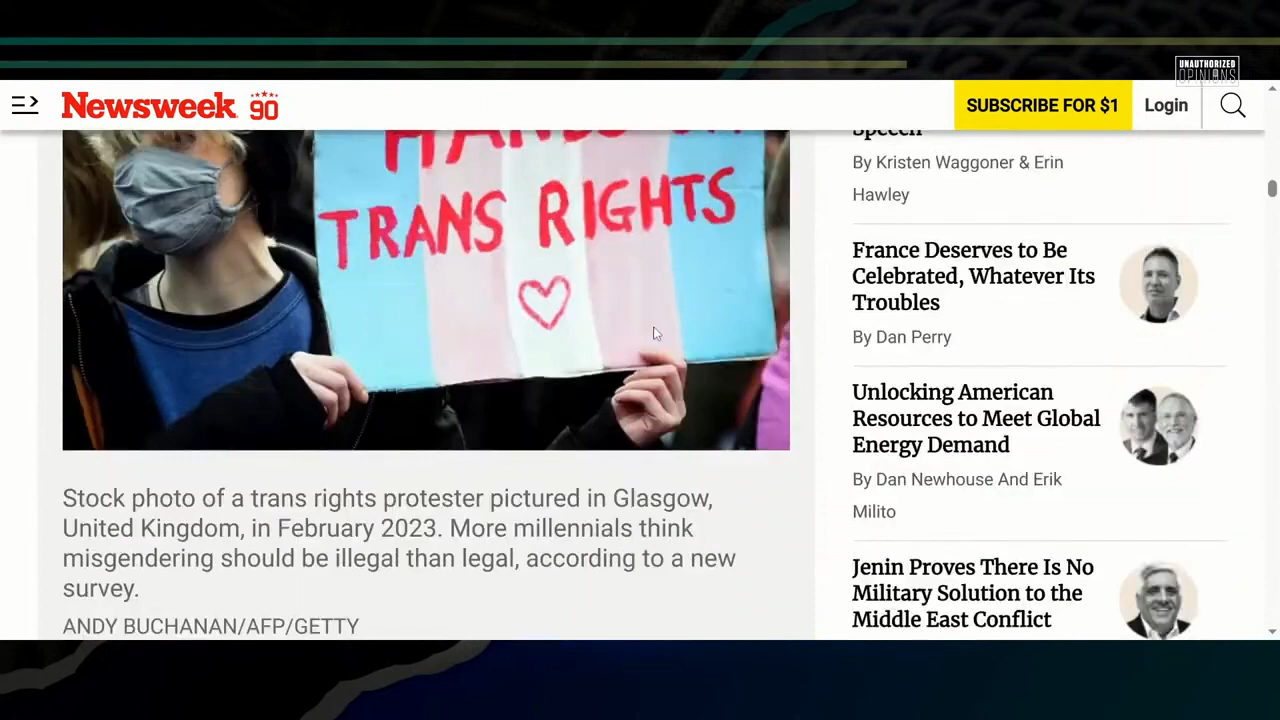 UNAUTHORIZED
OPINIONS
Newsweek 90
SUBSCRIBE FOR $1
Login
TRANS RIGHTS
Stock photo of a trans rights protester pictured in Glasgow,
United Kingdom, in February 2023. More millennials think
misgendering should be illegal than legal, according to a new
survey.
ANDY BUCHANAN/AFP/GETTY
Speech
By Kristen Waggoner & Erin
Hawley
France Deserves to Be
Celebrated, Whatever Its
Troubles
By Dan Perry
Unlocking American
Resources to Meet Global
Energy Demand
By Dan Newhouse And Erik
Milito
Jenin Proves There Is No
Military Solution to the
Middle East Conflict